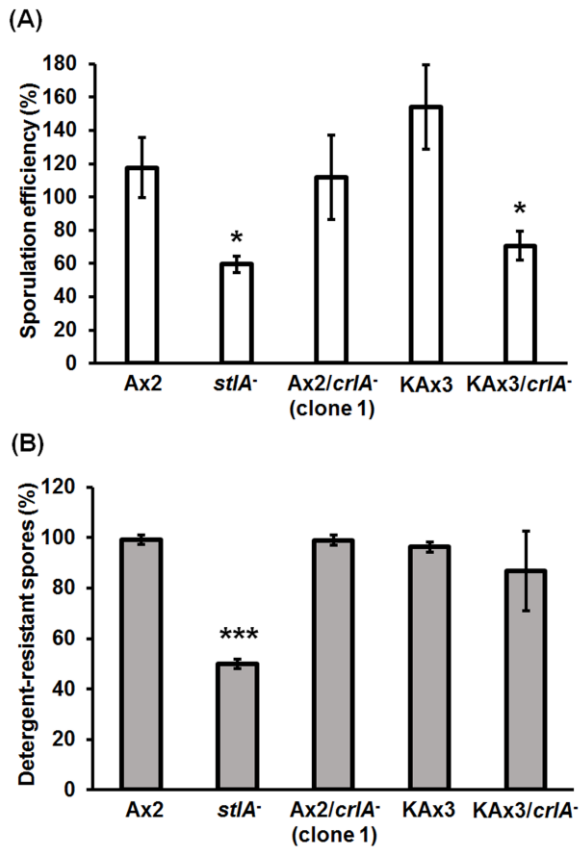 (A)
Sporulation efficiency (%)
180
160
140
120
100
80
60
40
20
0
*
*
Ax2 stlA- Ax2/crlA- KAx3 KAx3/crlA-
(clone 1)
(B)
Detergent-resistant spores (%)
120
100
80
60
40
20
0
***
Ax2 stlA- Ax2/crlA- KAx3 KAx3/crlA-
(clone 1)